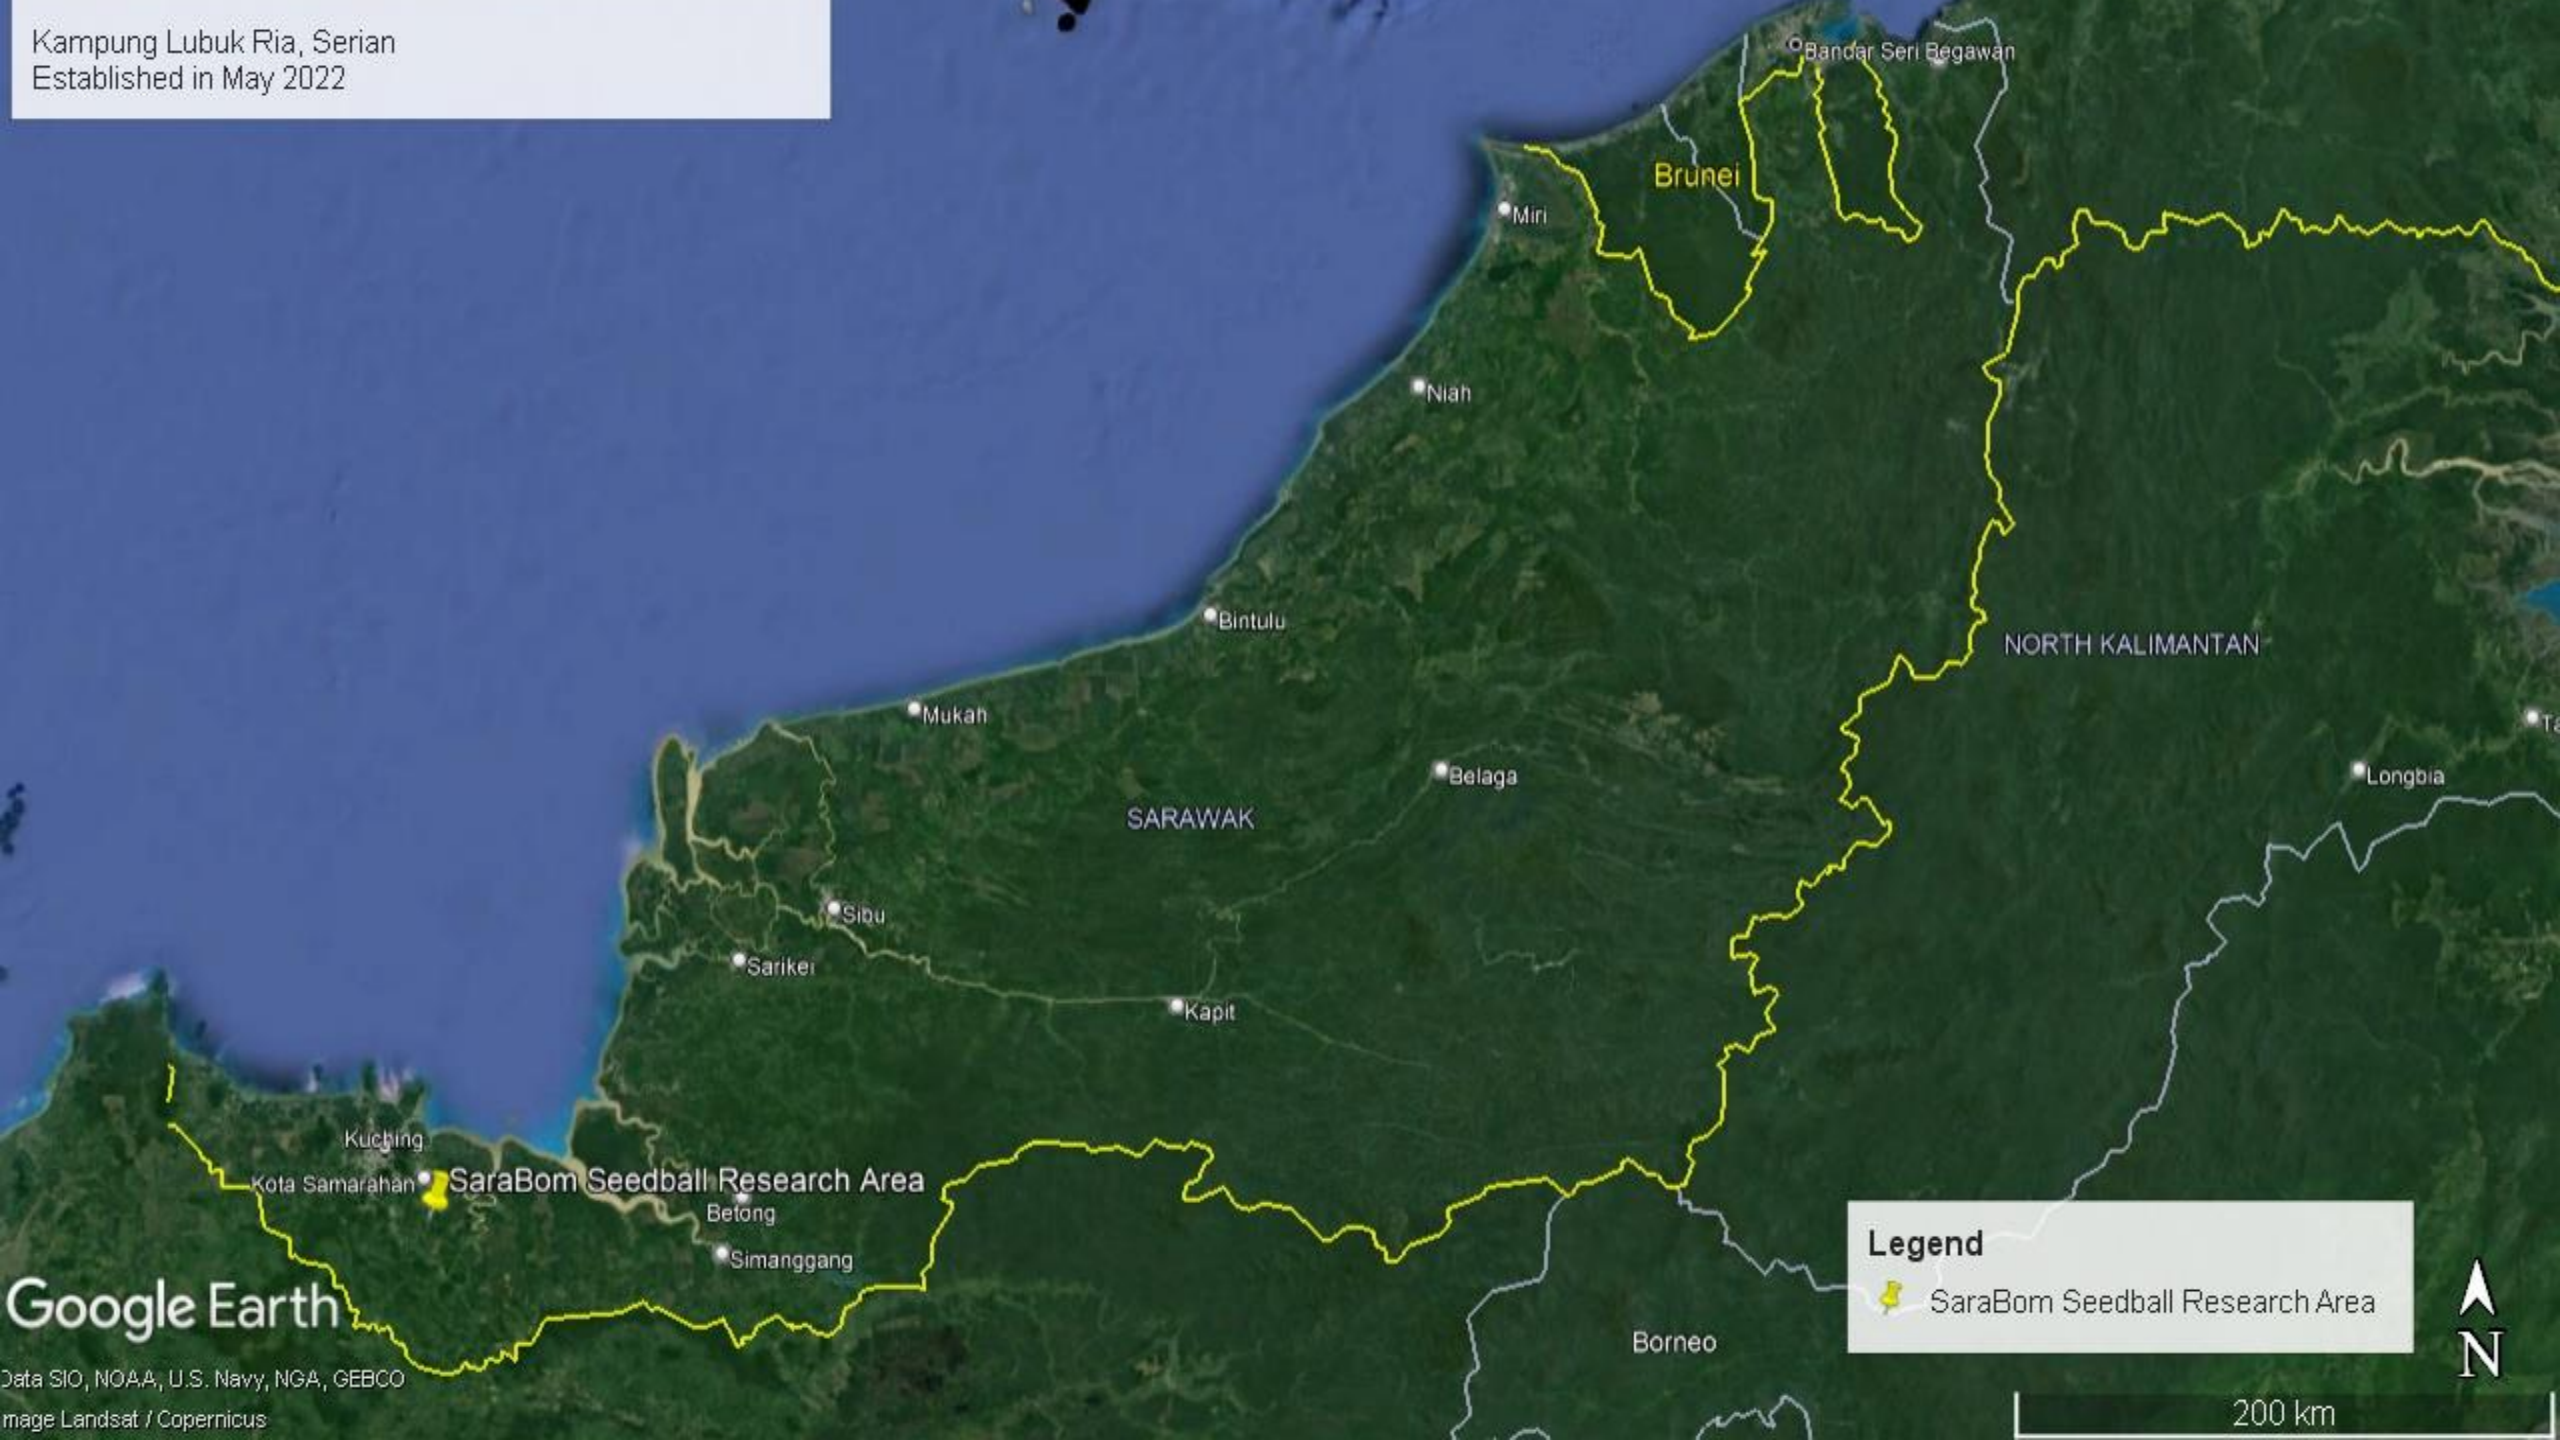 Kampung Lubuk Ria, Serian
Established in May 2022
Bandar Seri Begawan
Brunei
Miri
Niah
Bintulu
NORTH KALIMANTAN
Mukah
Belaga
Longbia
SARAWAK
Sibu
Sarikei
Kapit
Kuching
Kota Samarahan
SaraBom Seedball Research Area
Betong
Simanggang
Legend
SaraBom Seedball Research Area
Google Earth
Borneo
N
Data SIO, NOAA, U.S. Navy, NGA, GEBCO
mage Landsat / Copernicus
200 km